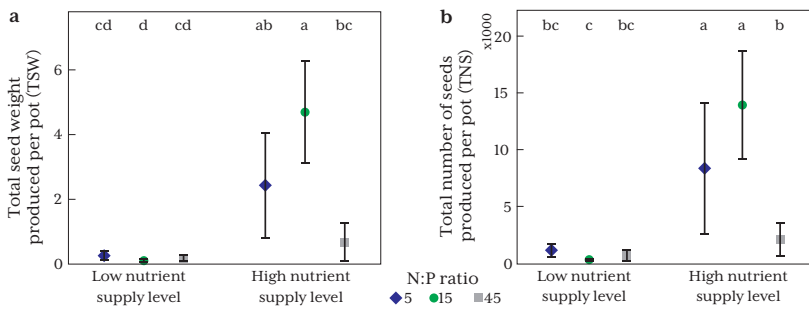 a
cd d cd ab a bc
Total seed weight
produced per pot (TSW)
6
4
2
0
Low nutrient
supply level
High nutrient
supply level
b
bc c bc a a b
Total number of seeds
produced per pot (TNS)
x1000
20
15
10
5
0
Low nutrient
supply level
High nutrient
supply level
N:P ratio
5 15 45